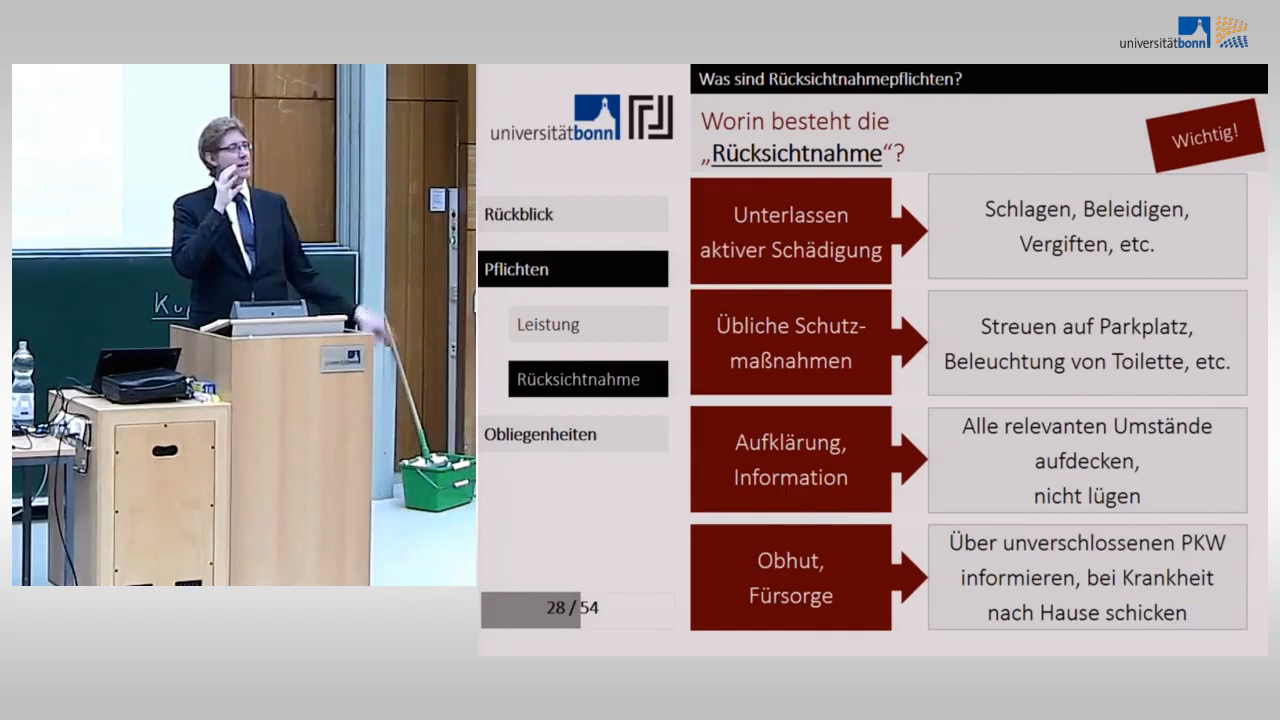 universitätbonn
Was sind Rücksichtnahmepflichten?
universitätbonn
Worin besteht die
„Rücksichtnahme“?
Wichtig!
Rückblick
Pflichten
Leistung
Rücksichtnahme
Obliegenheiten
28 / 54
Unterlassen
aktiver Schädigung
Schlagen, Beleidigen,
Vergiften, etc.
Übliche Schutz-
maßnahmen
Streuen auf Parkplatz,
Beleuchtung von Toilette, etc.
Aufklärung,
Information
Alle relevanten Umstände
aufdecken,
nicht lügen
Obhut,
Fürsorge
Über unverschlossenen PKW
informieren, bei Krankheit
nach Hause schicken
Ku